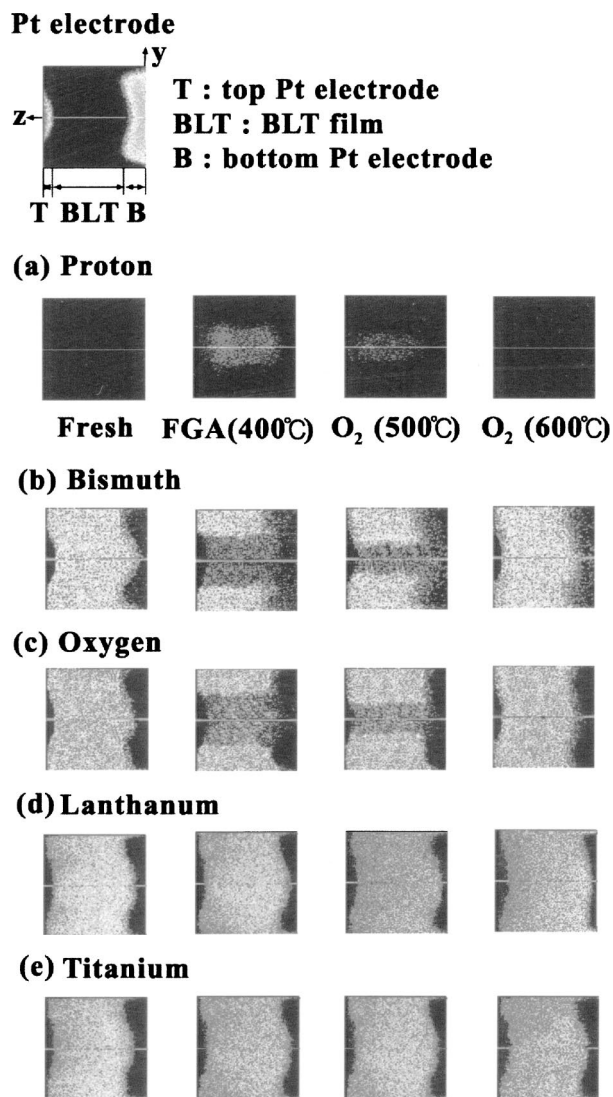 Pt electrode
y
z
T : top Pt electrode
BLT : BLT film
B : bottom Pt electrode
T BLT B
(a) Proton
Fresh FGA(400℃) O₂ (500℃) O₂ (600℃)
(b) Bismuth
(c) Oxygen
(d) Lanthanum
(e) Titanium